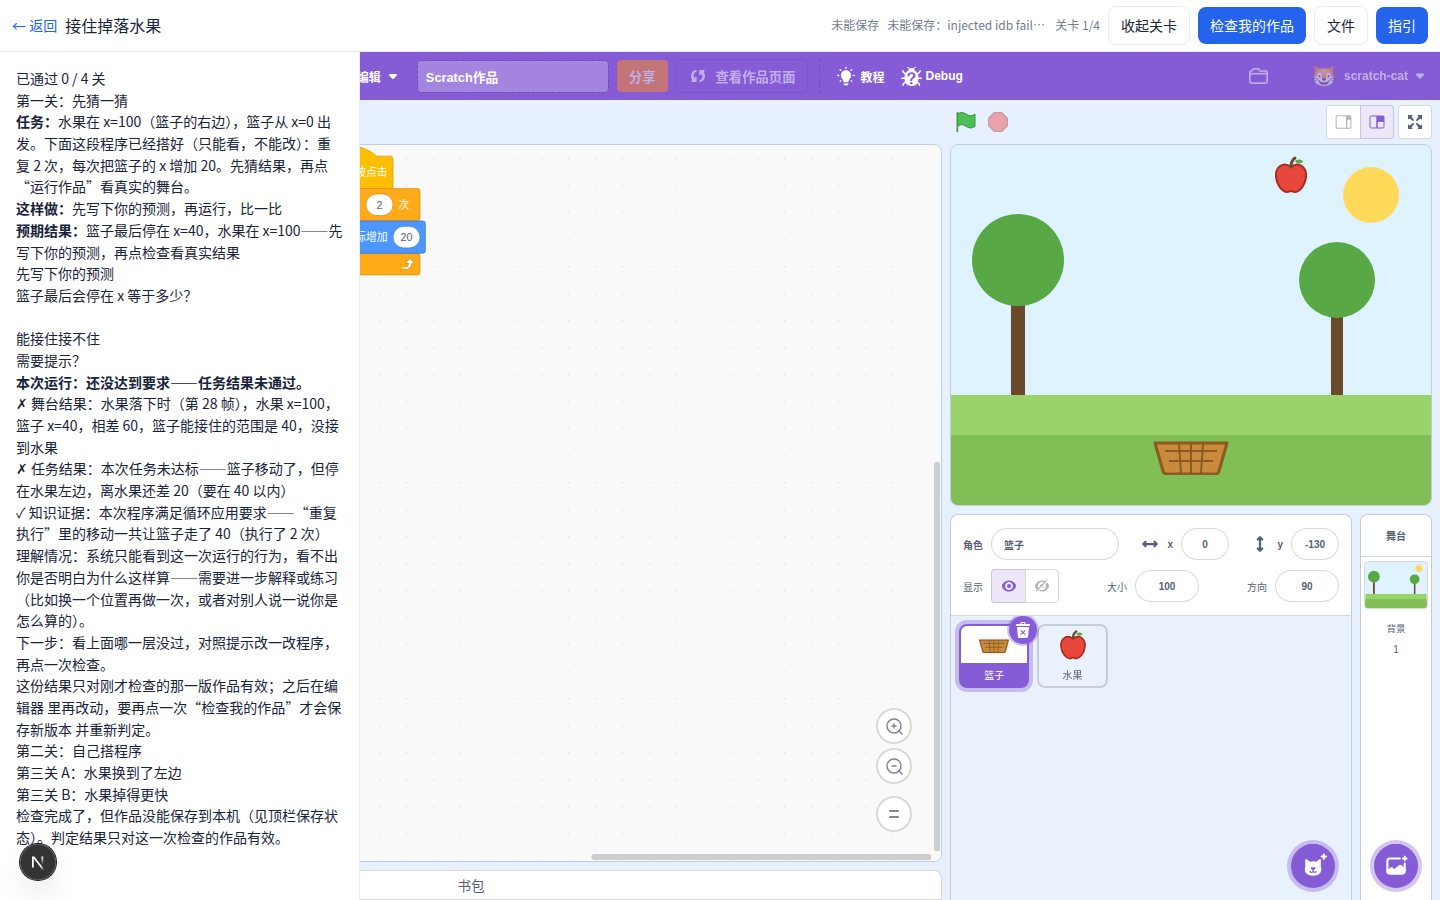 ←返回 接住掉落水果
未能保存 未能保存：injected idb fail… 关卡 1/4 收起关卡 检查我的作品 文件 指引
编辑 Scratch作品 分享 查看作品页面 教程 Debug scratch-cat
已通过 0 / 4 关
第一关：先猜一猜
任务：水果在 x=100（篮子的右边），篮子从 x=0 出
发。下面这段程序已经搭好（只能看，不能改）：重
复 2 次，每次把篮子的 x 增加 20。先猜结果，再点
“运行作品”看真实的舞台。
这样做：先写下你的预测，再运行，比一比
预期结果：篮子最后停在 x=40，水果在 x=100——先
写下你的预测，再点检查看真实结果
先写下你的预测
篮子最后会停在 x 等于多少？
能接住接不住
需要提示？
本次运行：还没达到要求——任务结果未通过。
✗ 舞台结果：水果落下时（第 28 帧），水果 x=100，
篮子 x=40，相差 60，篮子能接住的范围是 40，没接
到水果
✗ 任务结果：本次任务未达标——篮子移动了，但停
在水果左边，离水果还差 20（要在 40 以内）
✓ 知识证据：本次程序满足循环应用要求——“重复
执行”里的移动一共让篮子走了 40（执行了 2 次）
理解情况：系统只能看到这一次运行的行为，看不出
你是否明白为什么这样算——需要进一步解释或练习
（比如换一个位置再做一次，或者对别人说一说你是
怎么算的）。
下一步：看上面哪一层没过，对照提示改一改程序，
再点一次检查。
这份结果只对刚才检查的那一版作品有效；之后在编
辑器 里再改动，要再点一次“检查我的作品”才会保
存新版本 并重新判定。
第二关：自己搭程序
第三关 A：水果换到了左边
第三关 B：水果掉得更快
检查完成了，但作品没能保存到本机（见顶栏保存状
态）。判定结果只对这一次检查的作品有效。
N
被点击
2 次
标增加 20
书包
角色 篮子 x 0 y -130
显示 大小 100 方向 90
篮子 水果
舞台
背景
1